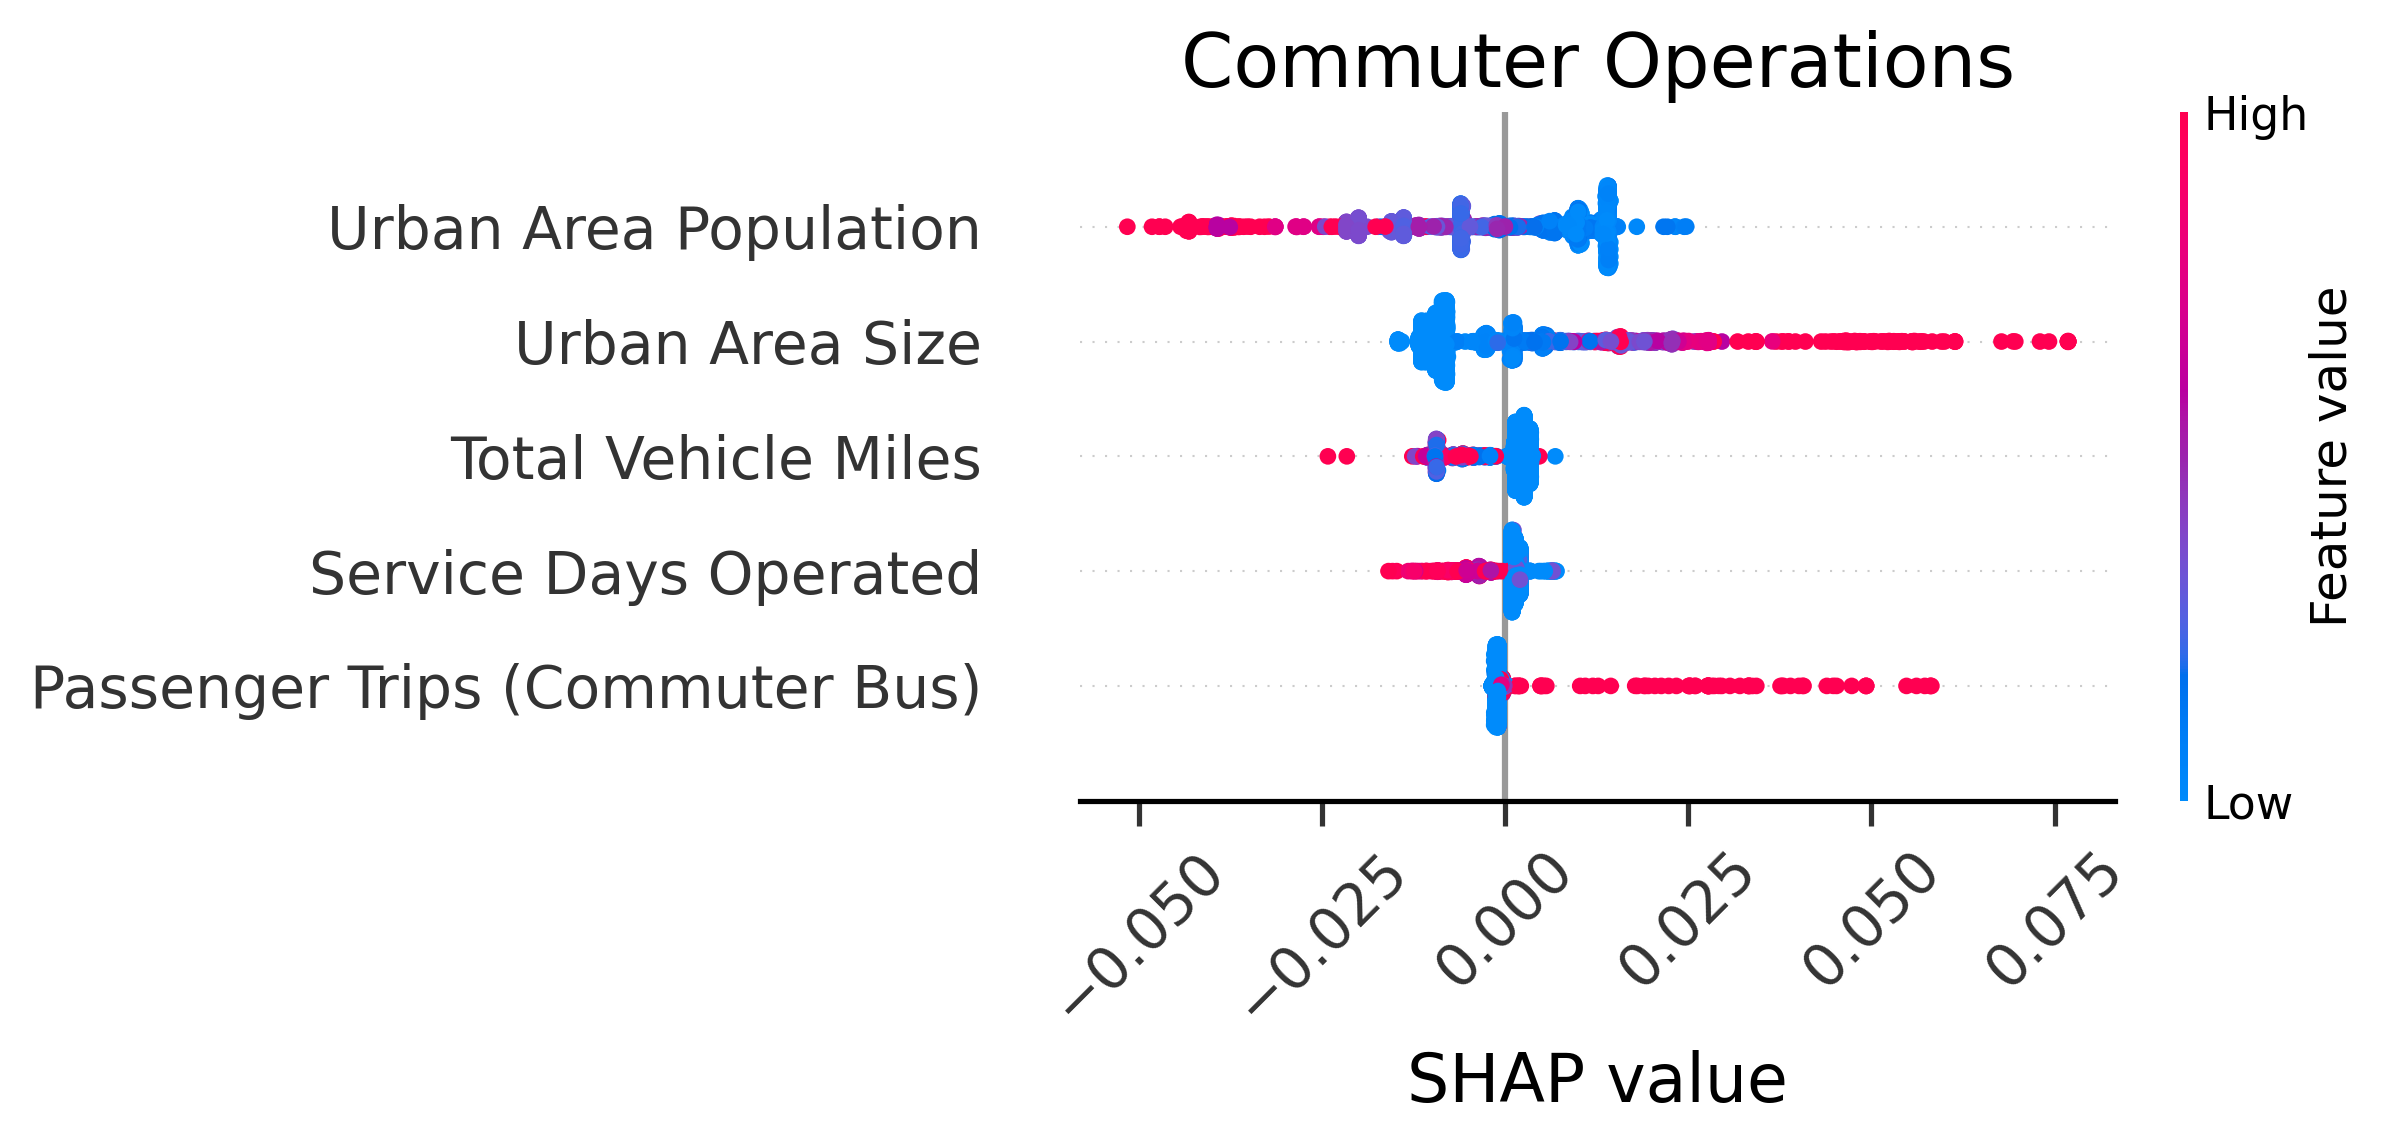 Commuter Operations
High
Urban Area Population
Urban Area Size
Total Vehicle Miles
Service Days Operated
Passenger Trips (Commuter Bus)
Feature value
Low
−0.050
−0.025
0.000
0.025
0.050
0.075
SHAP value